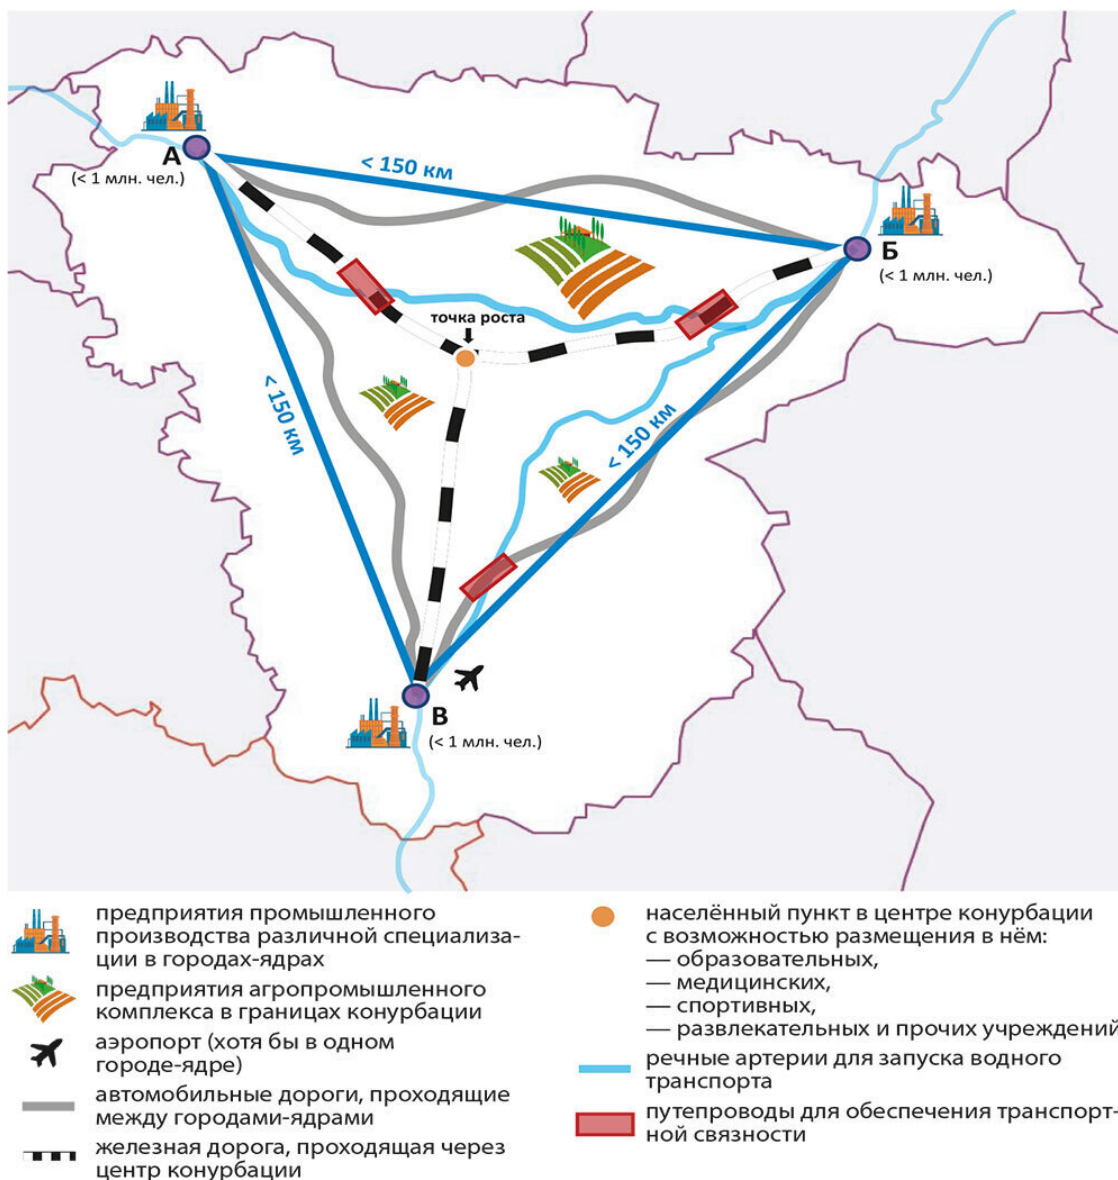 А
(< 1 млн. чел.)
< 150 км
Б
(< 1 млн. чел.)
точка роста
< 150 км
< 150 км
В
(< 1 млн. чел.)
предприятия промышленного
производства различной специализа-
ции в городах-ядрах
предприятия агропромышленного
комплекса в границах конурбации
аэропорт (хотя бы в одном
городе-ядре)
автомобильные дороги, проходящие
между городами-ядрами
железная дорога, проходящая через
центр конурбации
населённый пункт в центре конурбации
с возможностью размещения в нём:
— образовательных,
— медицинских,
— спортивных,
— развлекательных и прочих учреждений
речные артерии для запуска водного
транспорта
путепроводы для обеспечения транспорт-
ной связности